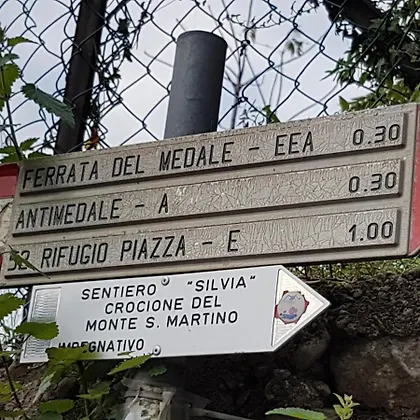 FERRATA DEL MEDALE - EEA 0.30
ANTIMEDALE - A 0.30
52 RIFUGIO PIAZZA - E 1.00
SENTIERO "SILVIA"
CROCIONE DEL
MONTE S. MARTINO
IMPEGNATIVO